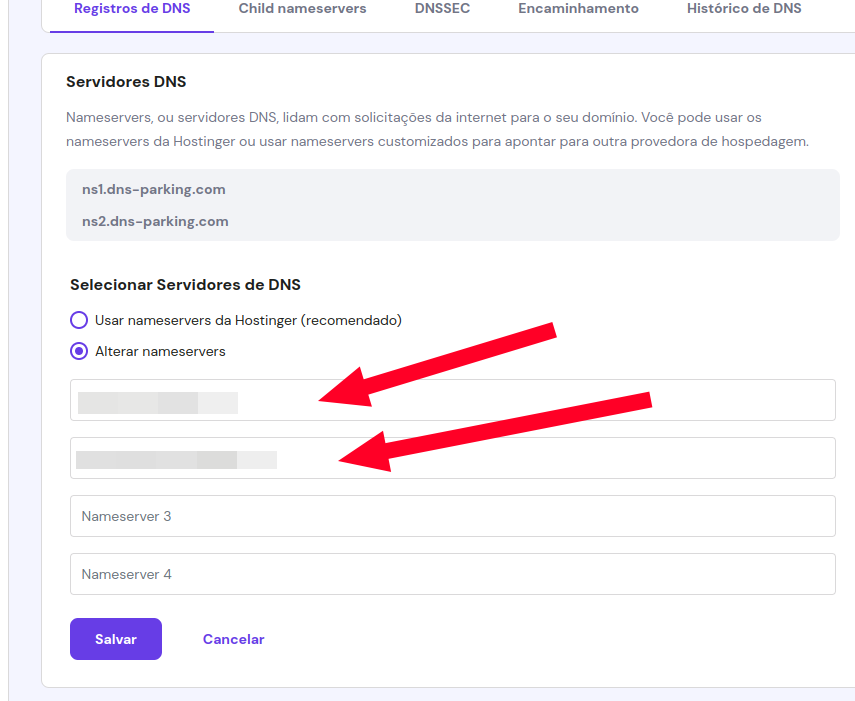 Registros de DNS Child nameservers DNSSEC Encaminhamento Histórico de DNS
Servidores DNS
Nameservers, ou servidores DNS, lidam com solicitações da internet para o seu domínio. Você pode usar os
nameservers da Hostinger ou usar nameservers customizados para apontar para outra provedora de hospedagem.
ns1.dns-parking.com
ns2.dns-parking.com
Selecionar Servidores de DNS
Usar nameservers da Hostinger (recomendado)
Alterar nameservers
Nameserver 3
Nameserver 4
Salvar Cancelar